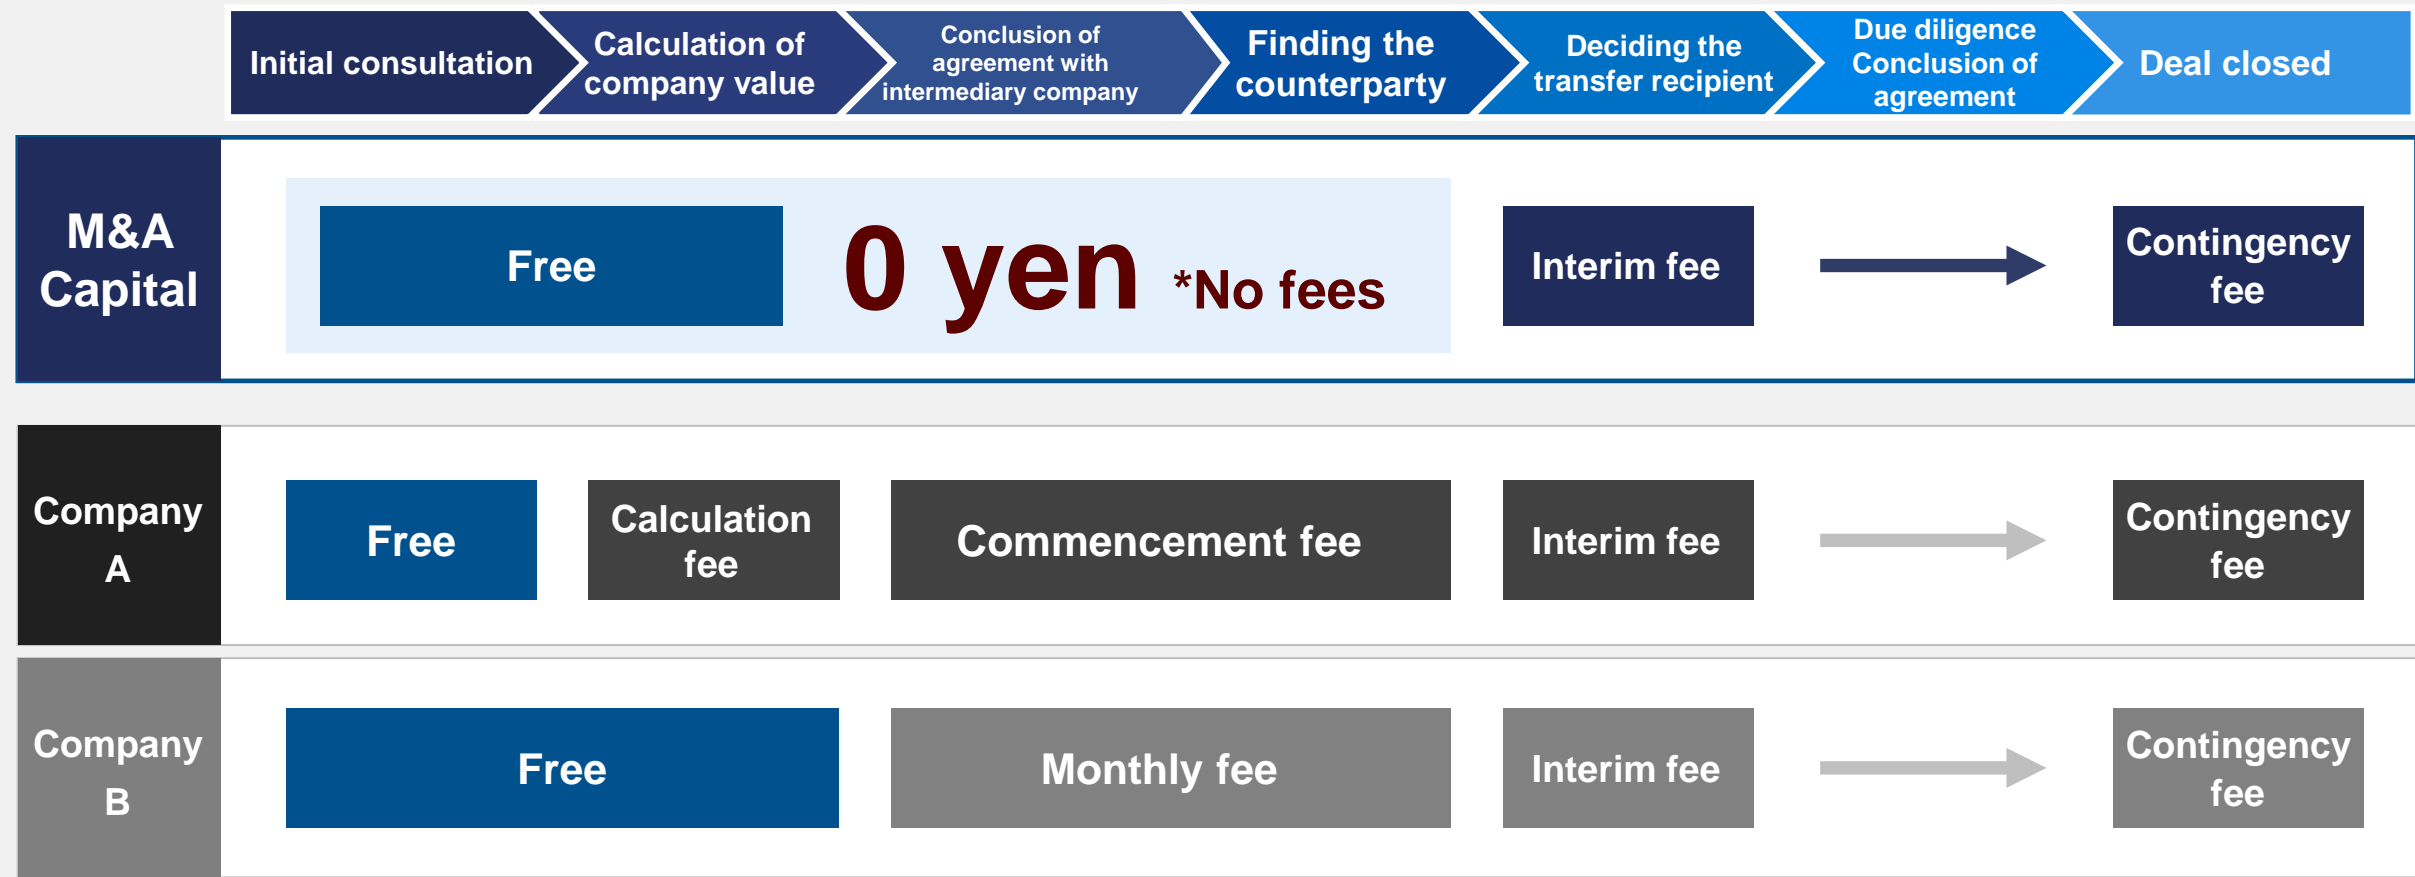 Initial consultation
Calculation of
company value
Conclusion of
agreement with
intermediary company
Finding the
counterparty
Deciding the
transfer recipient
Due diligence
Conclusion of
agreement
Deal closed
M&A
Capital
Free
0 yen *No fees
Interim fee
Contingency
fee
Company
A
Free
Calculation
fee
Commencement fee
Interim fee
Contingency
fee
Company
B
Free
Monthly fee
Interim fee
Contingency
fee